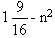 1 9/16 - n²